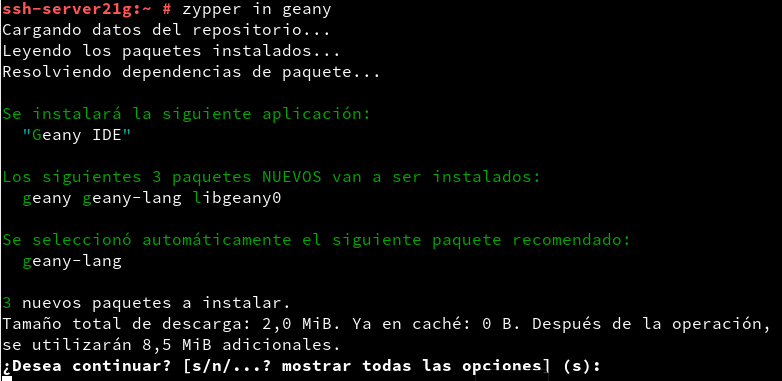 ssh-server21g:~ # zypper in geany
Cargando datos del repositorio...
Leyendo los paquetes instalados...
Resolviendo dependencias de paquete...
Se instalará la siguiente aplicación:
"Geany IDE"
Los siguientes 3 paquetes NUEVOS van a ser instalados:
geany geany-lang libgeany0
Se seleccionó automáticamente el siguiente paquete recomendado:
geany-lang
3 nuevos paquetes a instalar.
Tamaño total de descarga: 2,0 MiB. Ya en caché: 0 B. Después de la operación,
se utilizarán 8,5 MiB adicionales.
¿Desea continuar? [s/n/...? mostrar todas las opciones] (s):